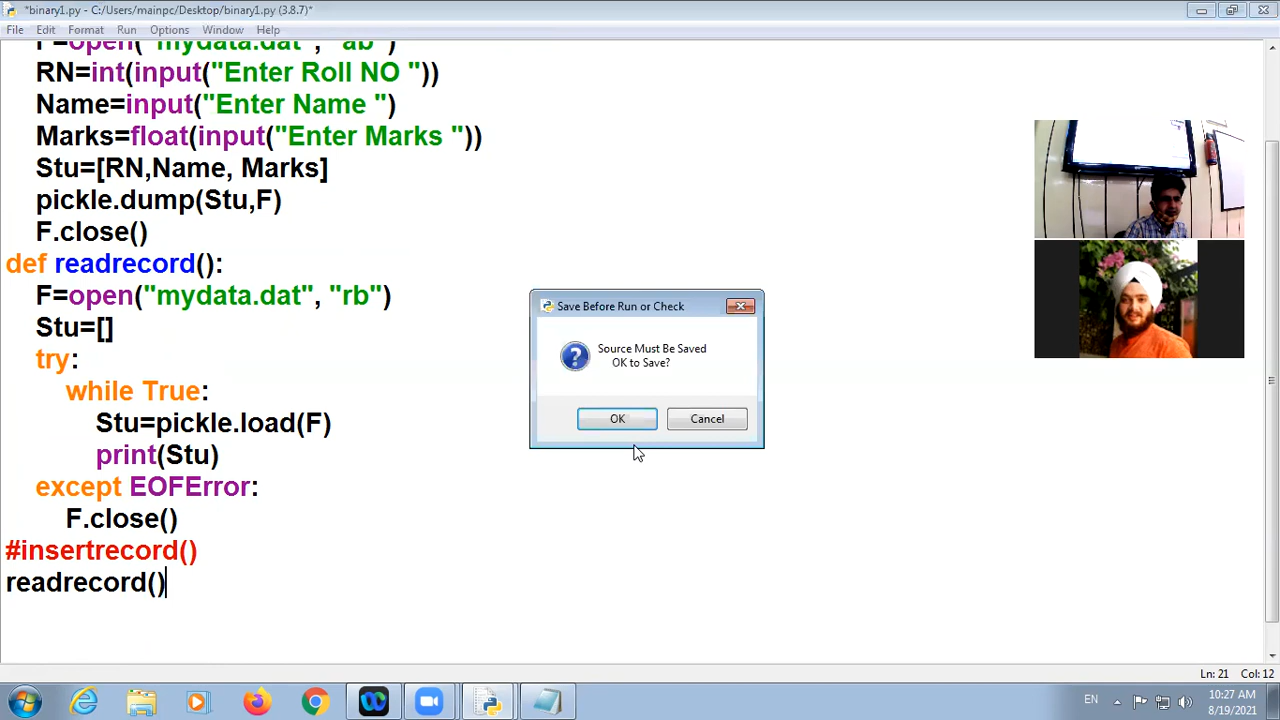 *binary1.py - C:/Users/mainpc/Desktop/binary1.py (3.8.7)*
File Edit Format Run Options Window Help
F=open("mydata.dat", "ab")
RN=int(input("Enter Roll NO "))
Name=input("Enter Name ")
Marks=float(input("Enter Marks "))
Stu=[RN,Name, Marks]
pickle.dump(Stu,F)
F.close()
def readrecord():
F=open("mydata.dat", "rb")
Stu=[]
try:
while True:
Stu=pickle.load(F)
print(Stu)
except EOFError:
F.close()
#insertrecord()
readrecord()
Save Before Run or Check
Source Must Be Saved
OK to Save?
OK Cancel
Ln: 21 Col: 12
EN
10:27 AM
8/19/2021